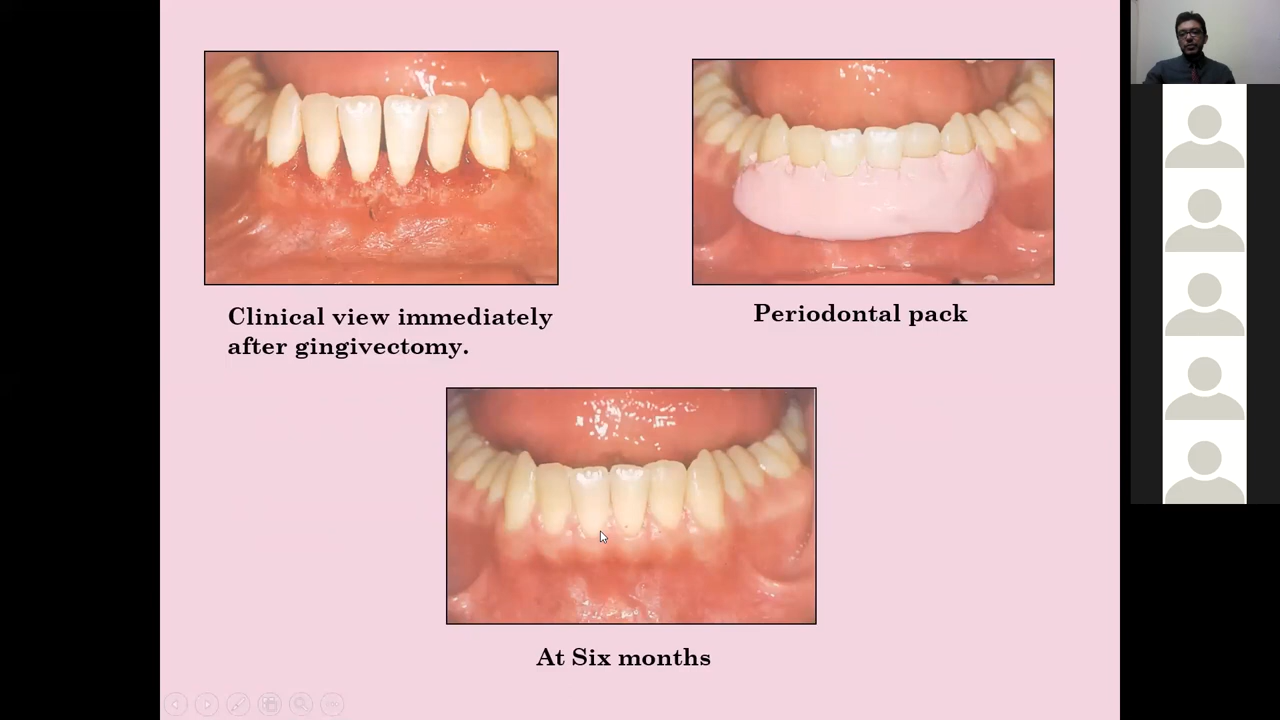 Clinical view immediately
after gingivectomy.
Periodontal pack
At Six months